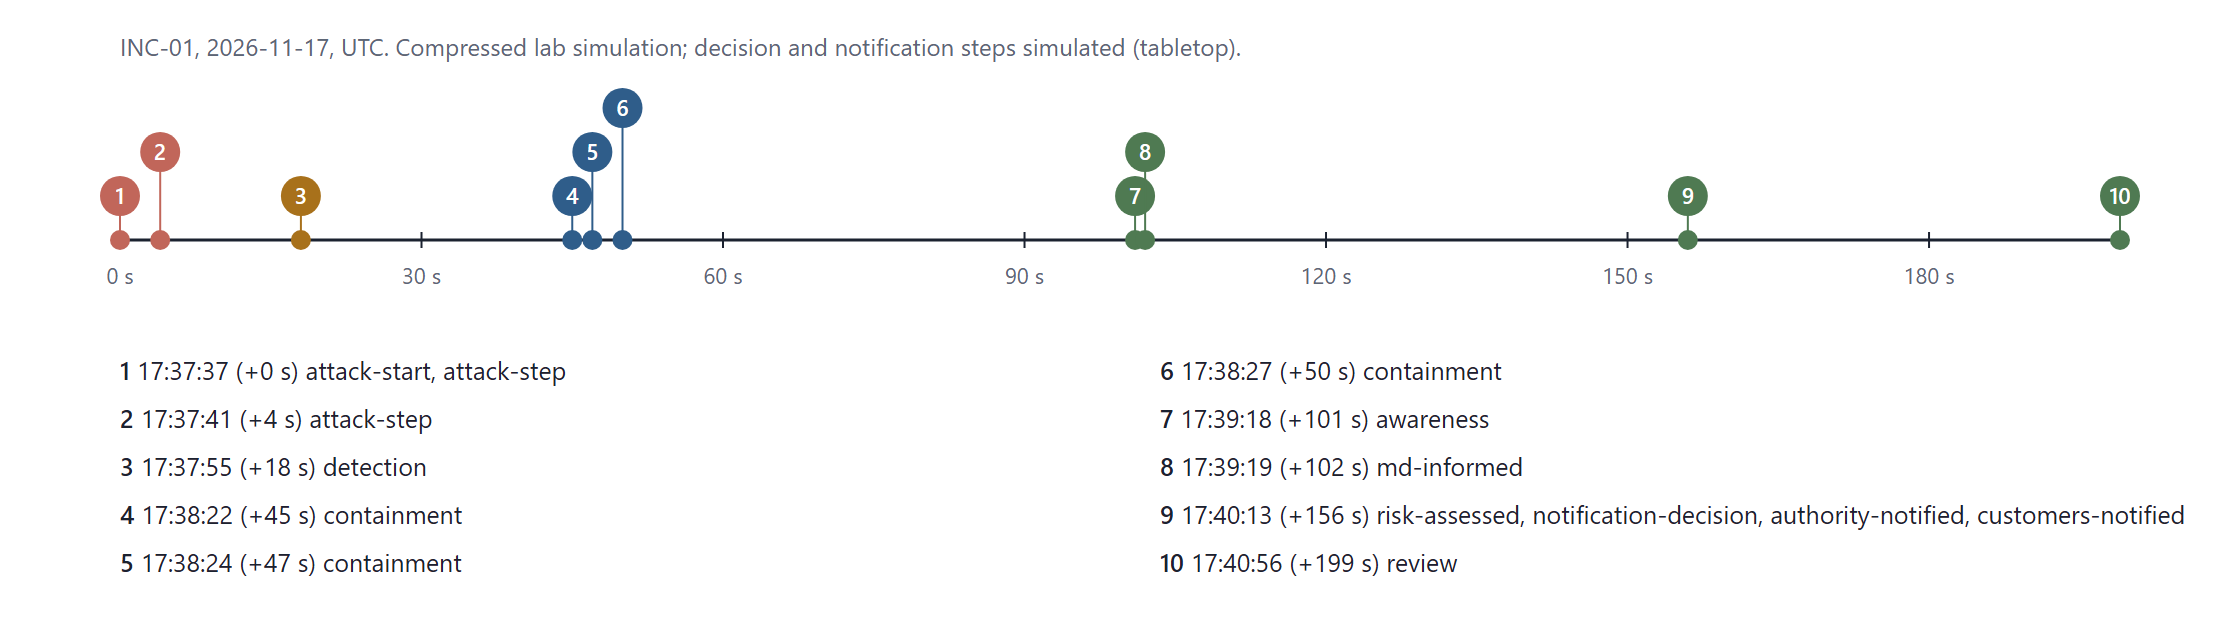 INC-01, 2026-11-17, UTC. Compressed lab simulation; decision and notification steps simulated (tabletop).
6
2
5
8
1
3
4
7
9
10
0 s
30 s
60 s
90 s
120 s
150 s
180 s
1 17:37:37 (+0 s) attack-start, attack-step
2 17:37:41 (+4 s) attack-step
3 17:37:55 (+18 s) detection
4 17:38:22 (+45 s) containment
5 17:38:24 (+47 s) containment
6 17:38:27 (+50 s) containment
7 17:39:18 (+101 s) awareness
8 17:39:19 (+102 s) md-informed
9 17:40:13 (+156 s) risk-assessed, notification-decision, authority-notified, customers-notified
10 17:40:56 (+199 s) review